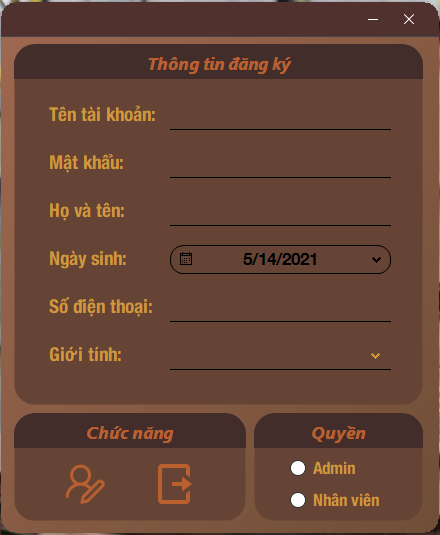 Thông tin đăng ký
Tên tài khoản:
Mật khẩu:
Họ và tên:
Ngày sinh:
5/14/2021
Số điện thoại:
Giới tính:
Chức năng
Quyền
Admin
Nhân viên